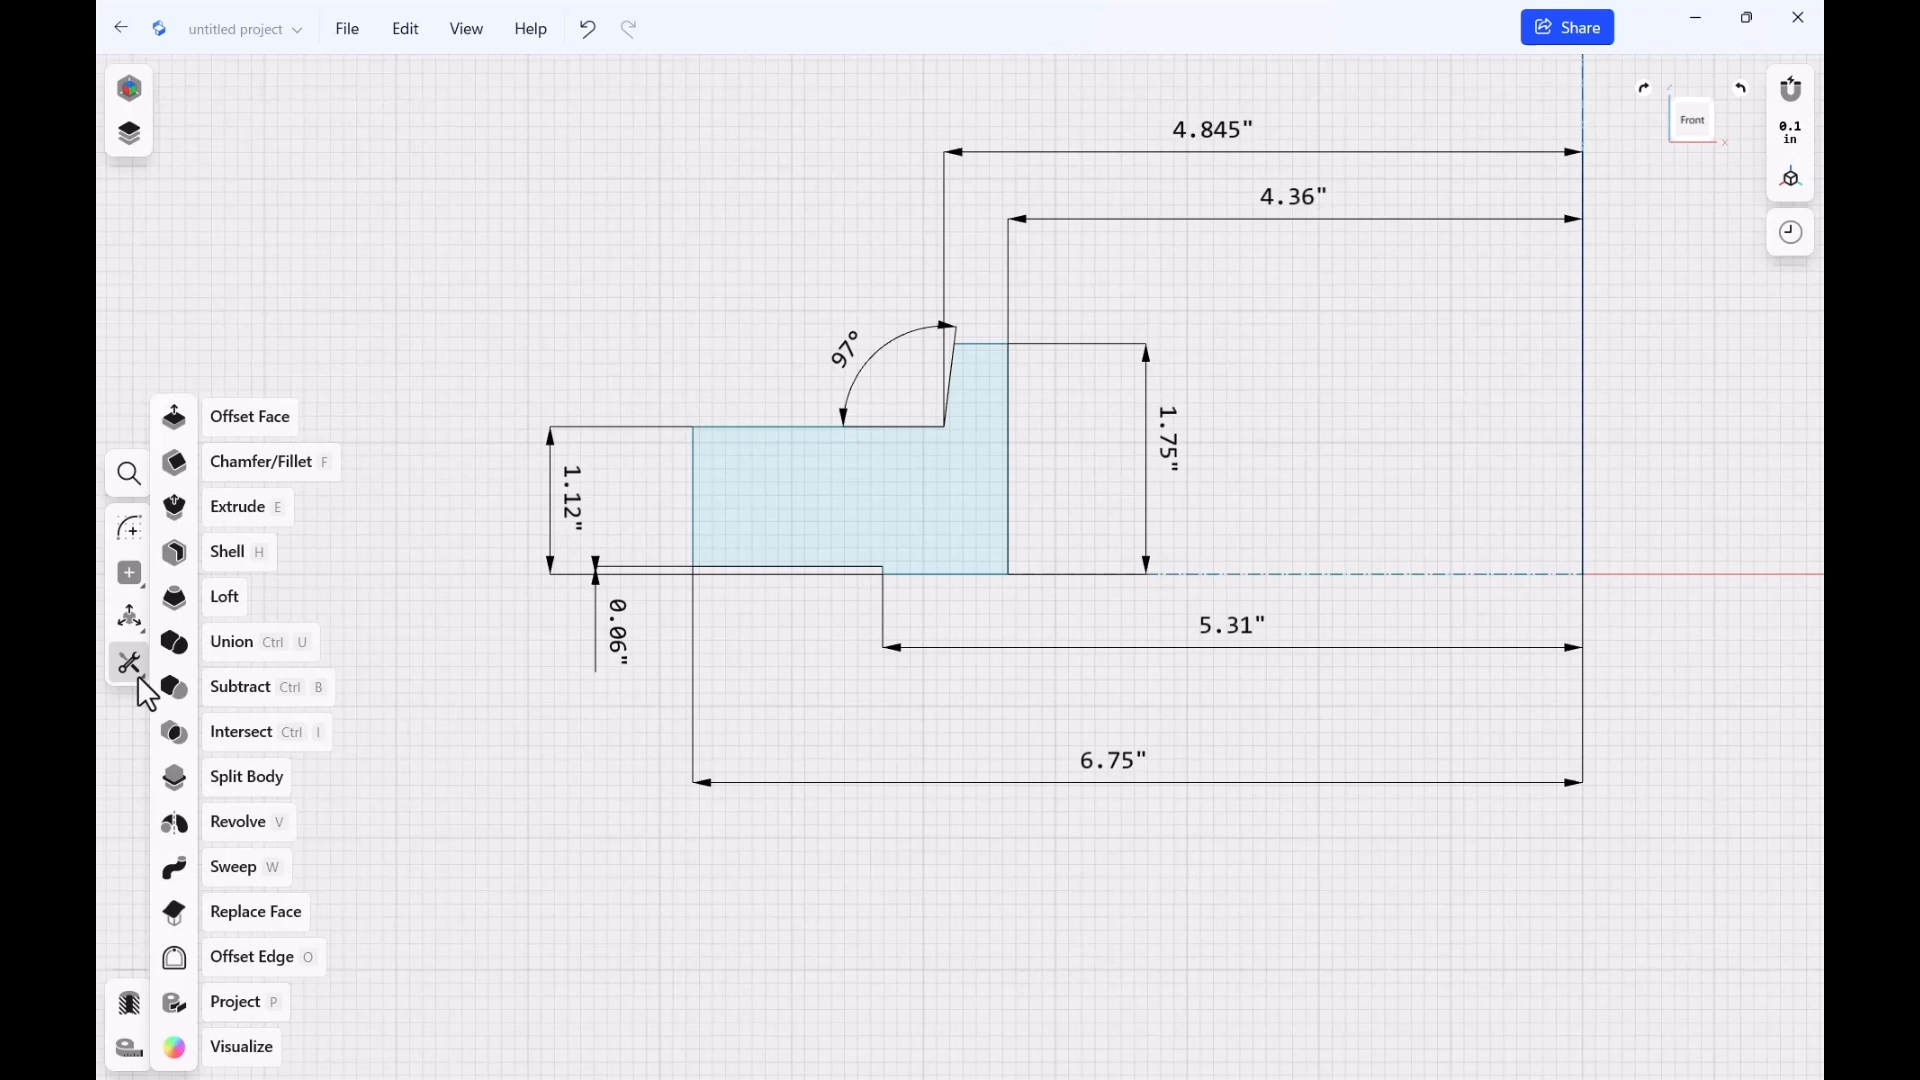 untitled project File Edit View Help Share
Front
z
x
0.1
in
4.845"
4.36"
97°
1.75"
1.12"
0.06"
5.31"
6.75"
Offset Face
Chamfer/Fillet F
Extrude E
Shell H
Loft
Union Ctrl U
Subtract Ctrl B
Intersect Ctrl I
Split Body
Revolve V
Sweep W
Replace Face
Offset Edge O
Project P
Visualize